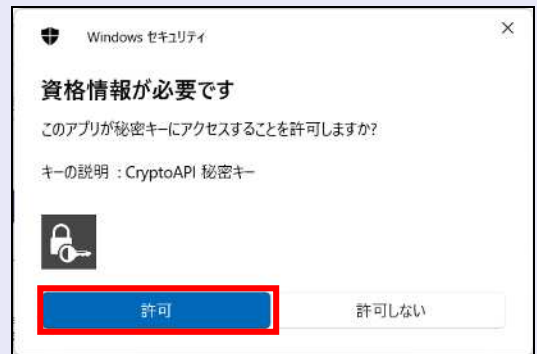 Windows セキュリティ
資格情報が必要です
このアプリが秘密キーにアクセスすることを許可しますか?
キーの説明 : CryptoAPI 秘密キー
許可
許可しない